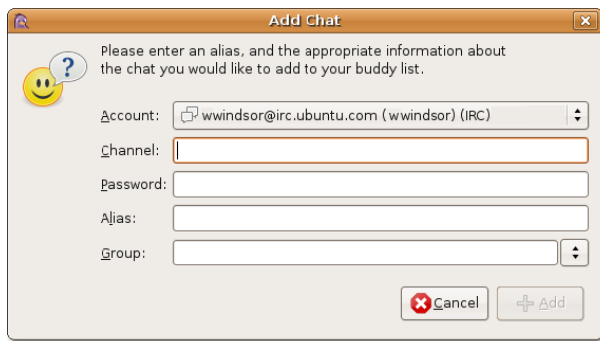 Add Chat
Please enter an alias, and the appropriate information about
the chat you would like to add to your buddy list.
Account: wwindsor@irc.ubuntu.com (wwindsor) (IRC)
Channel:
Password:
Alias:
Group:
Cancel Add